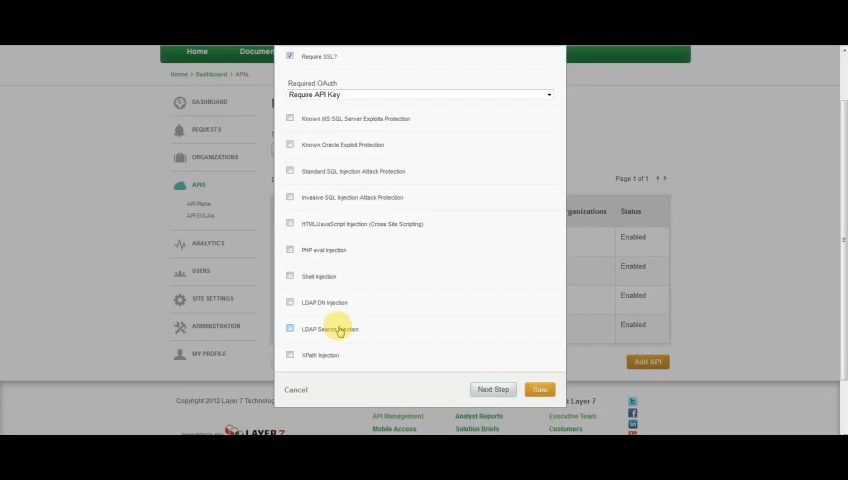 Home Documen
Home > Dashboard > APIs
DASHBOARD
REQUESTS
ORGANIZATIONS
APIS
API Plans
API EULAs
ANALYTICS
USERS
SITE SETTINGS
ADMINISTRATION
MY PROFILE
Require SSL?
Required OAuth
Require API Key
Known MS SQL Server Exploits Protection
Known Oracle Exploit Protection
Standard SQL Injection Attack Protection
Invasive SQL Injection Attack Protection
HTML/JavaScript Injection (Cross Site Scripting)
PHP eval Injection
Shell Injection
LDAP DN Injection
LDAP Search Injection
XPath Injection
Cancel Next Step Save
Page 1 of 1
ganizations Status
Enabled
Enabled
Enabled
Enabled
Add API
Copyright 2012 Layer 7 Technolog
t Layer 7
API Management Analyst Reports Executive Team
Mobile Access Solution Briefs Customers
LAYER 7